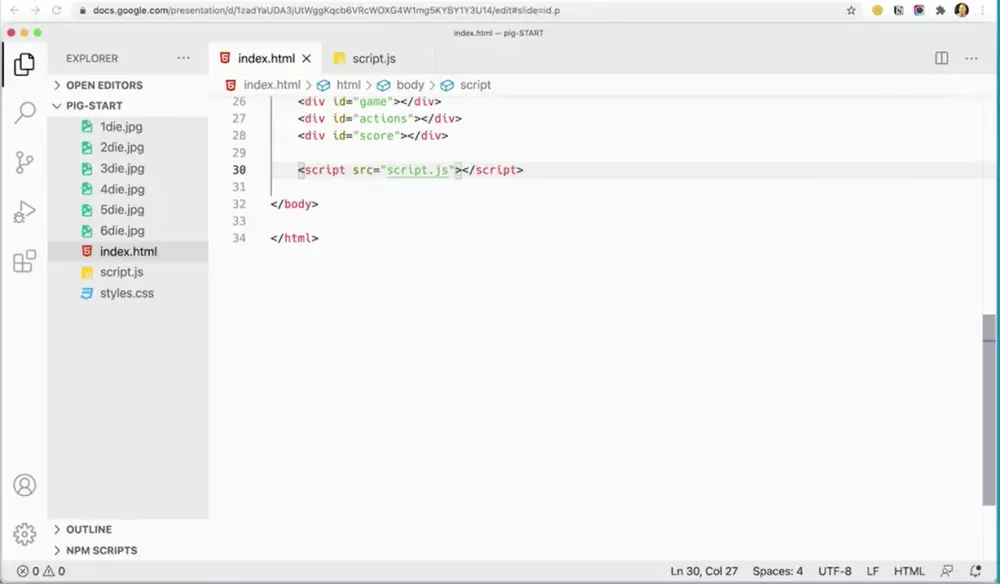 docs.google.com/presentation/d/1zadYaUDA3jUtWggKqcb6VRcWOXG4W1mg5KYBY1Y3U14/edit#slide=id.p
index.html — pig-START
EXPLORER
index.html
script.js
OPEN EDITORS
index.html > html > body > script
PIG-START
1die.jpg
2die.jpg
3die.jpg
4die.jpg
5die.jpg
6die.jpg
index.html
script.js
styles.css
26 <div id="game"></div>
27 <div id="actions"></div>
28 <div id="score"></div>
29
30 <script src="script.js"></script>
31
32 </body>
33
34 </html>
OUTLINE
NPM SCRIPTS
0 0
Ln 30, Col 27 Spaces: 4 UTF-8 LF HTML